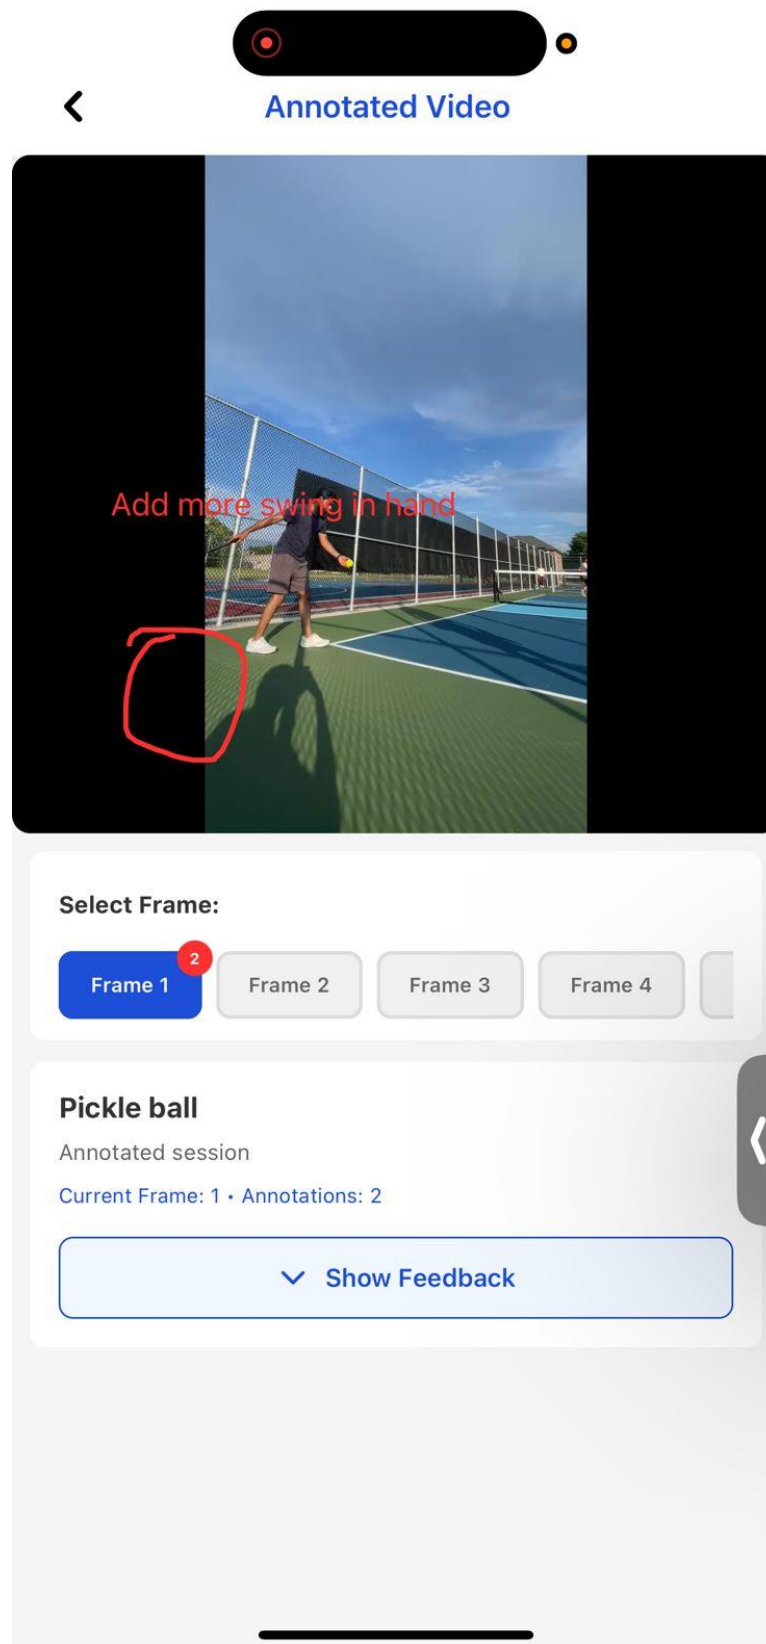 Annotated Video
Add more swing in hand
Select Frame:
2
Frame 1
Frame 2
Frame 3
Frame 4
Pickle ball
Annotated session
Current Frame: 1 • Annotations: 2
Show Feedback